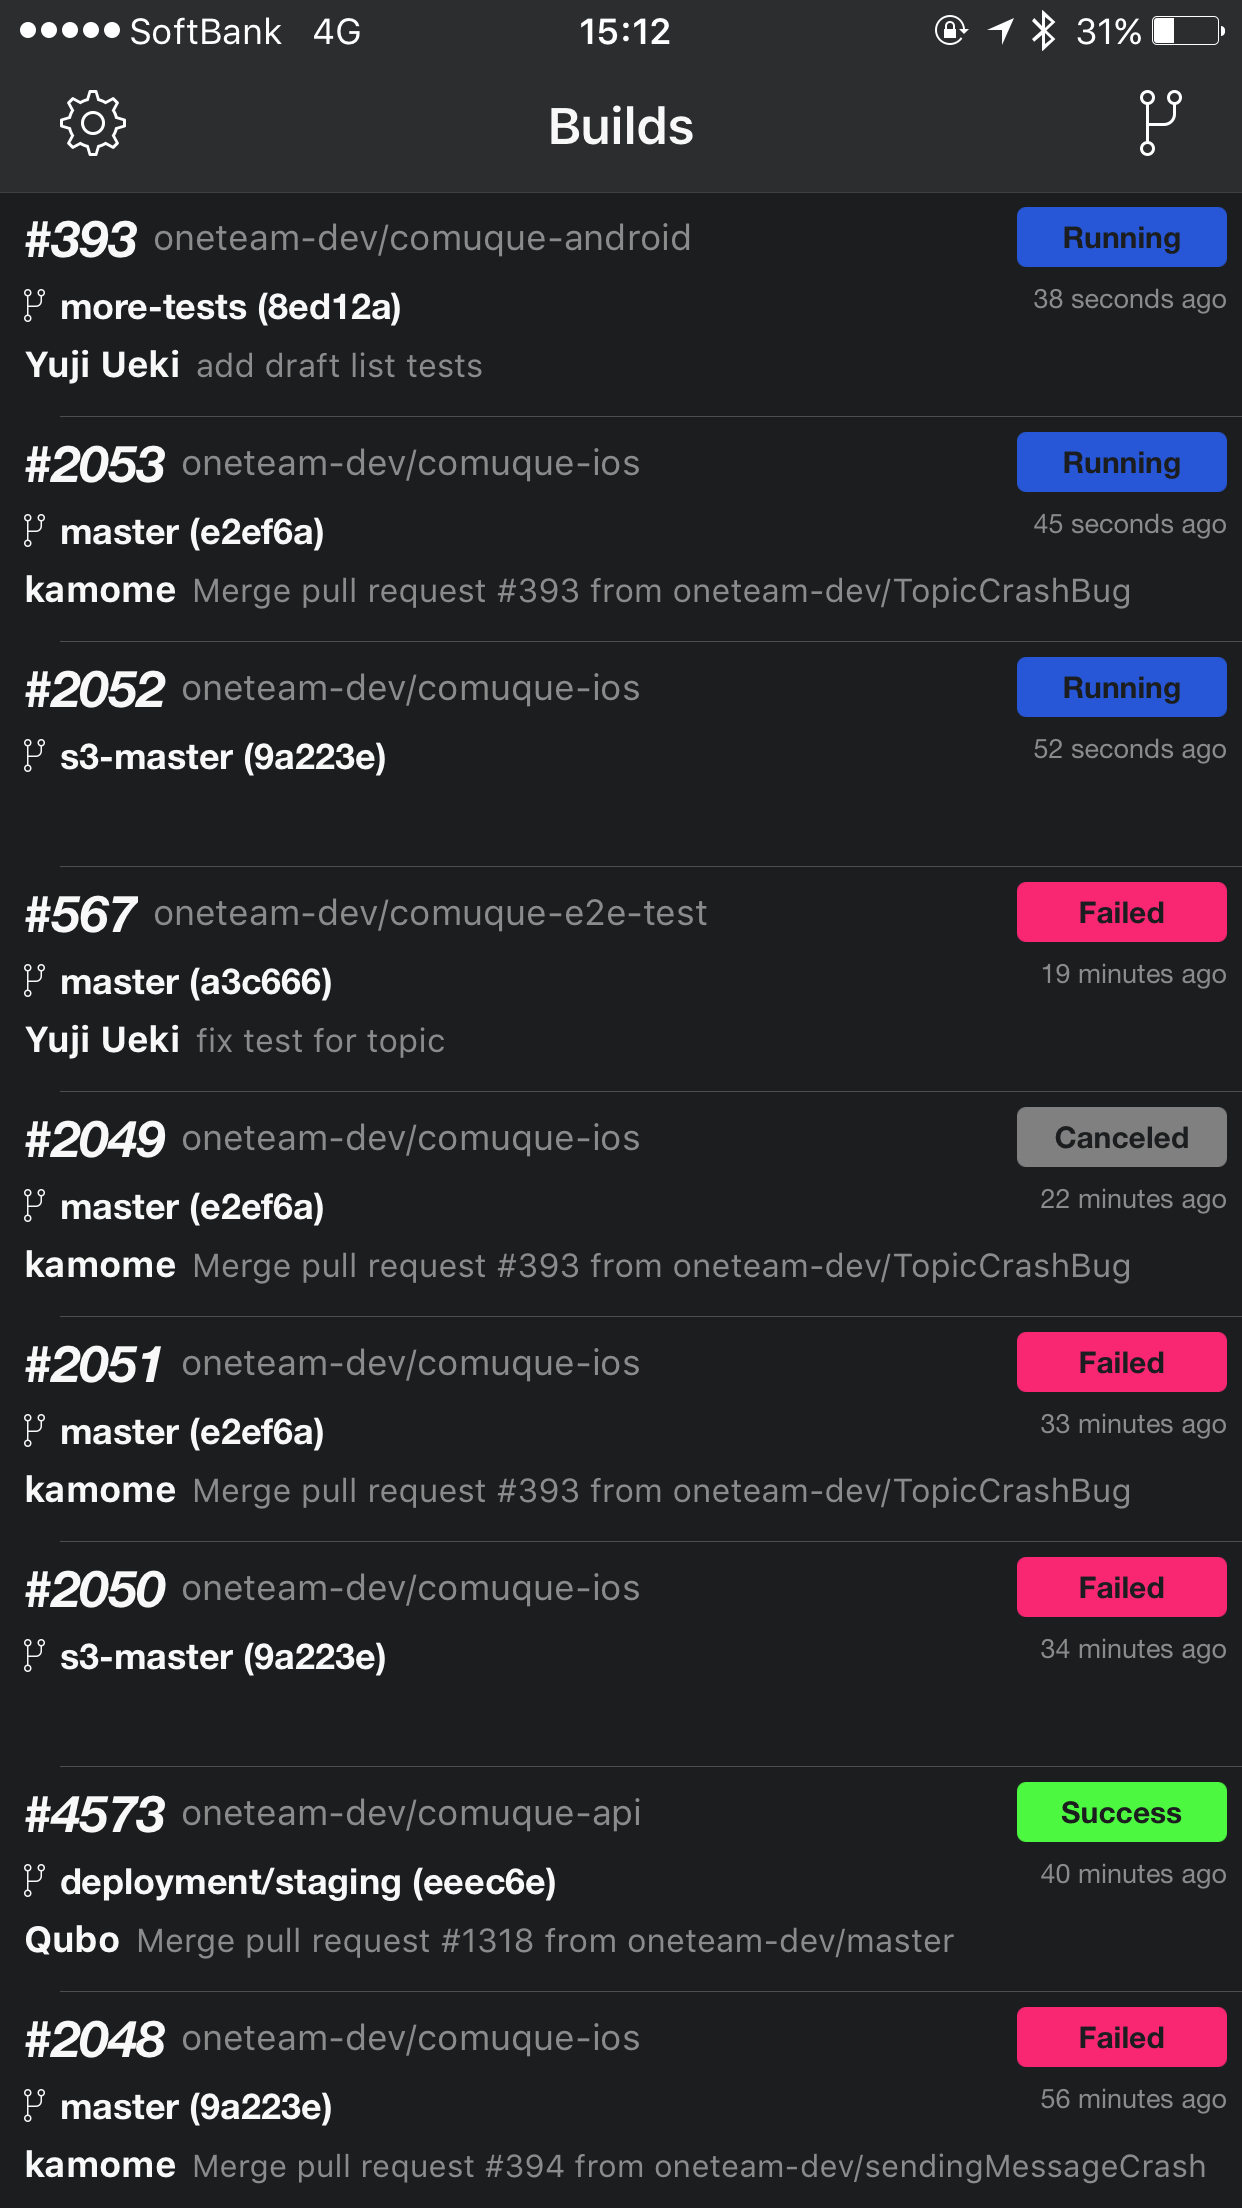 SoftBank 4G 15:12 31%
Builds
#393 oneteam-dev/comuque-android Running
more-tests (8ed12a) 38 seconds ago
Yuji Ueki add draft list tests
#2053 oneteam-dev/comuque-ios Running
master (e2ef6a) 45 seconds ago
kamome Merge pull request #393 from oneteam-dev/TopicCrashBug
#2052 oneteam-dev/comuque-ios Running
s3-master (9a223e) 52 seconds ago
#567 oneteam-dev/comuque-e2e-test Failed
master (a3c666) 19 minutes ago
Yuji Ueki fix test for topic
#2049 oneteam-dev/comuque-ios Canceled
master (e2ef6a) 22 minutes ago
kamome Merge pull request #393 from oneteam-dev/TopicCrashBug
#2051 oneteam-dev/comuque-ios Failed
master (e2ef6a) 33 minutes ago
kamome Merge pull request #393 from oneteam-dev/TopicCrashBug
#2050 oneteam-dev/comuque-ios Failed
s3-master (9a223e) 34 minutes ago
#4573 oneteam-dev/comuque-api Success
deployment/staging (eeec6e) 40 minutes ago
Qubo Merge pull request #1318 from oneteam-dev/master
#2048 oneteam-dev/comuque-ios Failed
master (9a223e) 56 minutes ago
kamome Merge pull request #394 from oneteam-dev/sendingMessageCrash